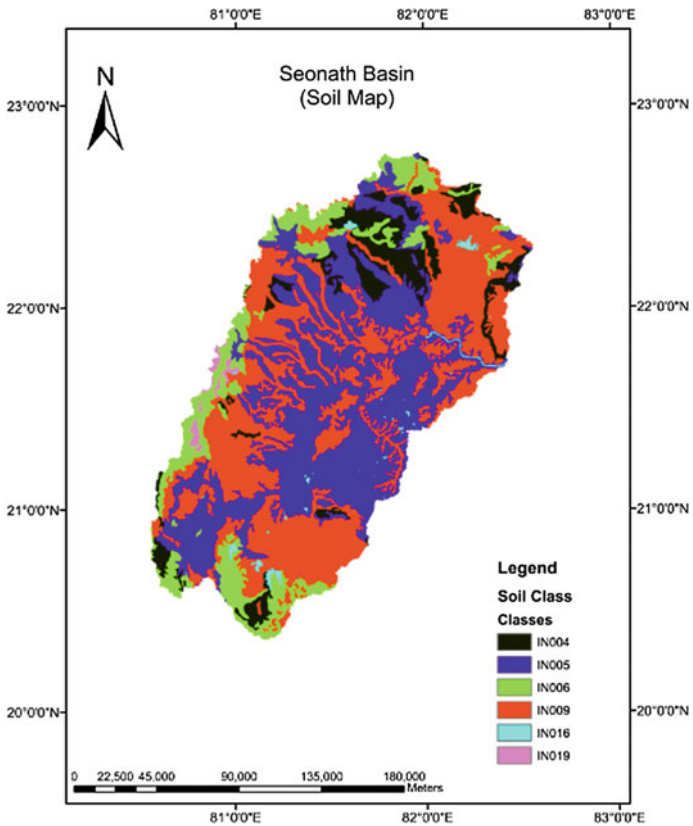 81°0'0"E 82°0'0"E 83°0'0"E
N
Seonath Basin
(Soil Map)
23°0'0"N 23°0'0"N
22°0'0"N 22°0'0"N
21°0'0"N 21°0'0"N
Legend
Soil Class
Classes
IN004
IN005
IN006
IN009
IN016
IN019
20°0'0"N 20°0'0"N
0 22,500 45,000 90,000 135,000 180,000
Meters
81°0'0"E 82°0'0"E 83°0'0"E